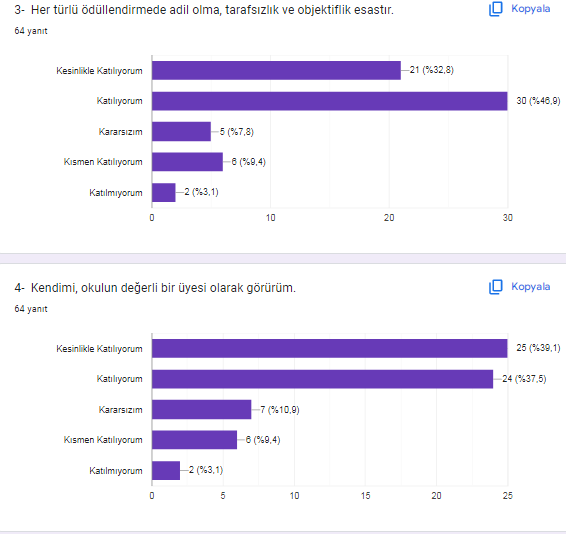 3- Her türlü ödüllendirmede adil olma, tarafsızlık ve objektiflik esastır.
Kopyala
64 yanıt
Kesinlikle Katılıyorum
21 (%32,8)
Katılıyorum
30 (%46,9)
Kararsızım
5 (%7,8)
Kısmen Katılıyorum
6 (%9,4)
Katılmıyorum
2 (%3,1)
0 10 20 30
4- Kendimi, okulun değerli bir üyesi olarak görürüm.
Kopyala
64 yanıt
Kesinlikle Katılıyorum
25 (%39,1)
Katılıyorum
24 (%37,5)
Kararsızım
7 (%10,9)
Kısmen Katılıyorum
6 (%9,4)
Katılmıyorum
2 (%3,1)
0 5 10 15 20 25